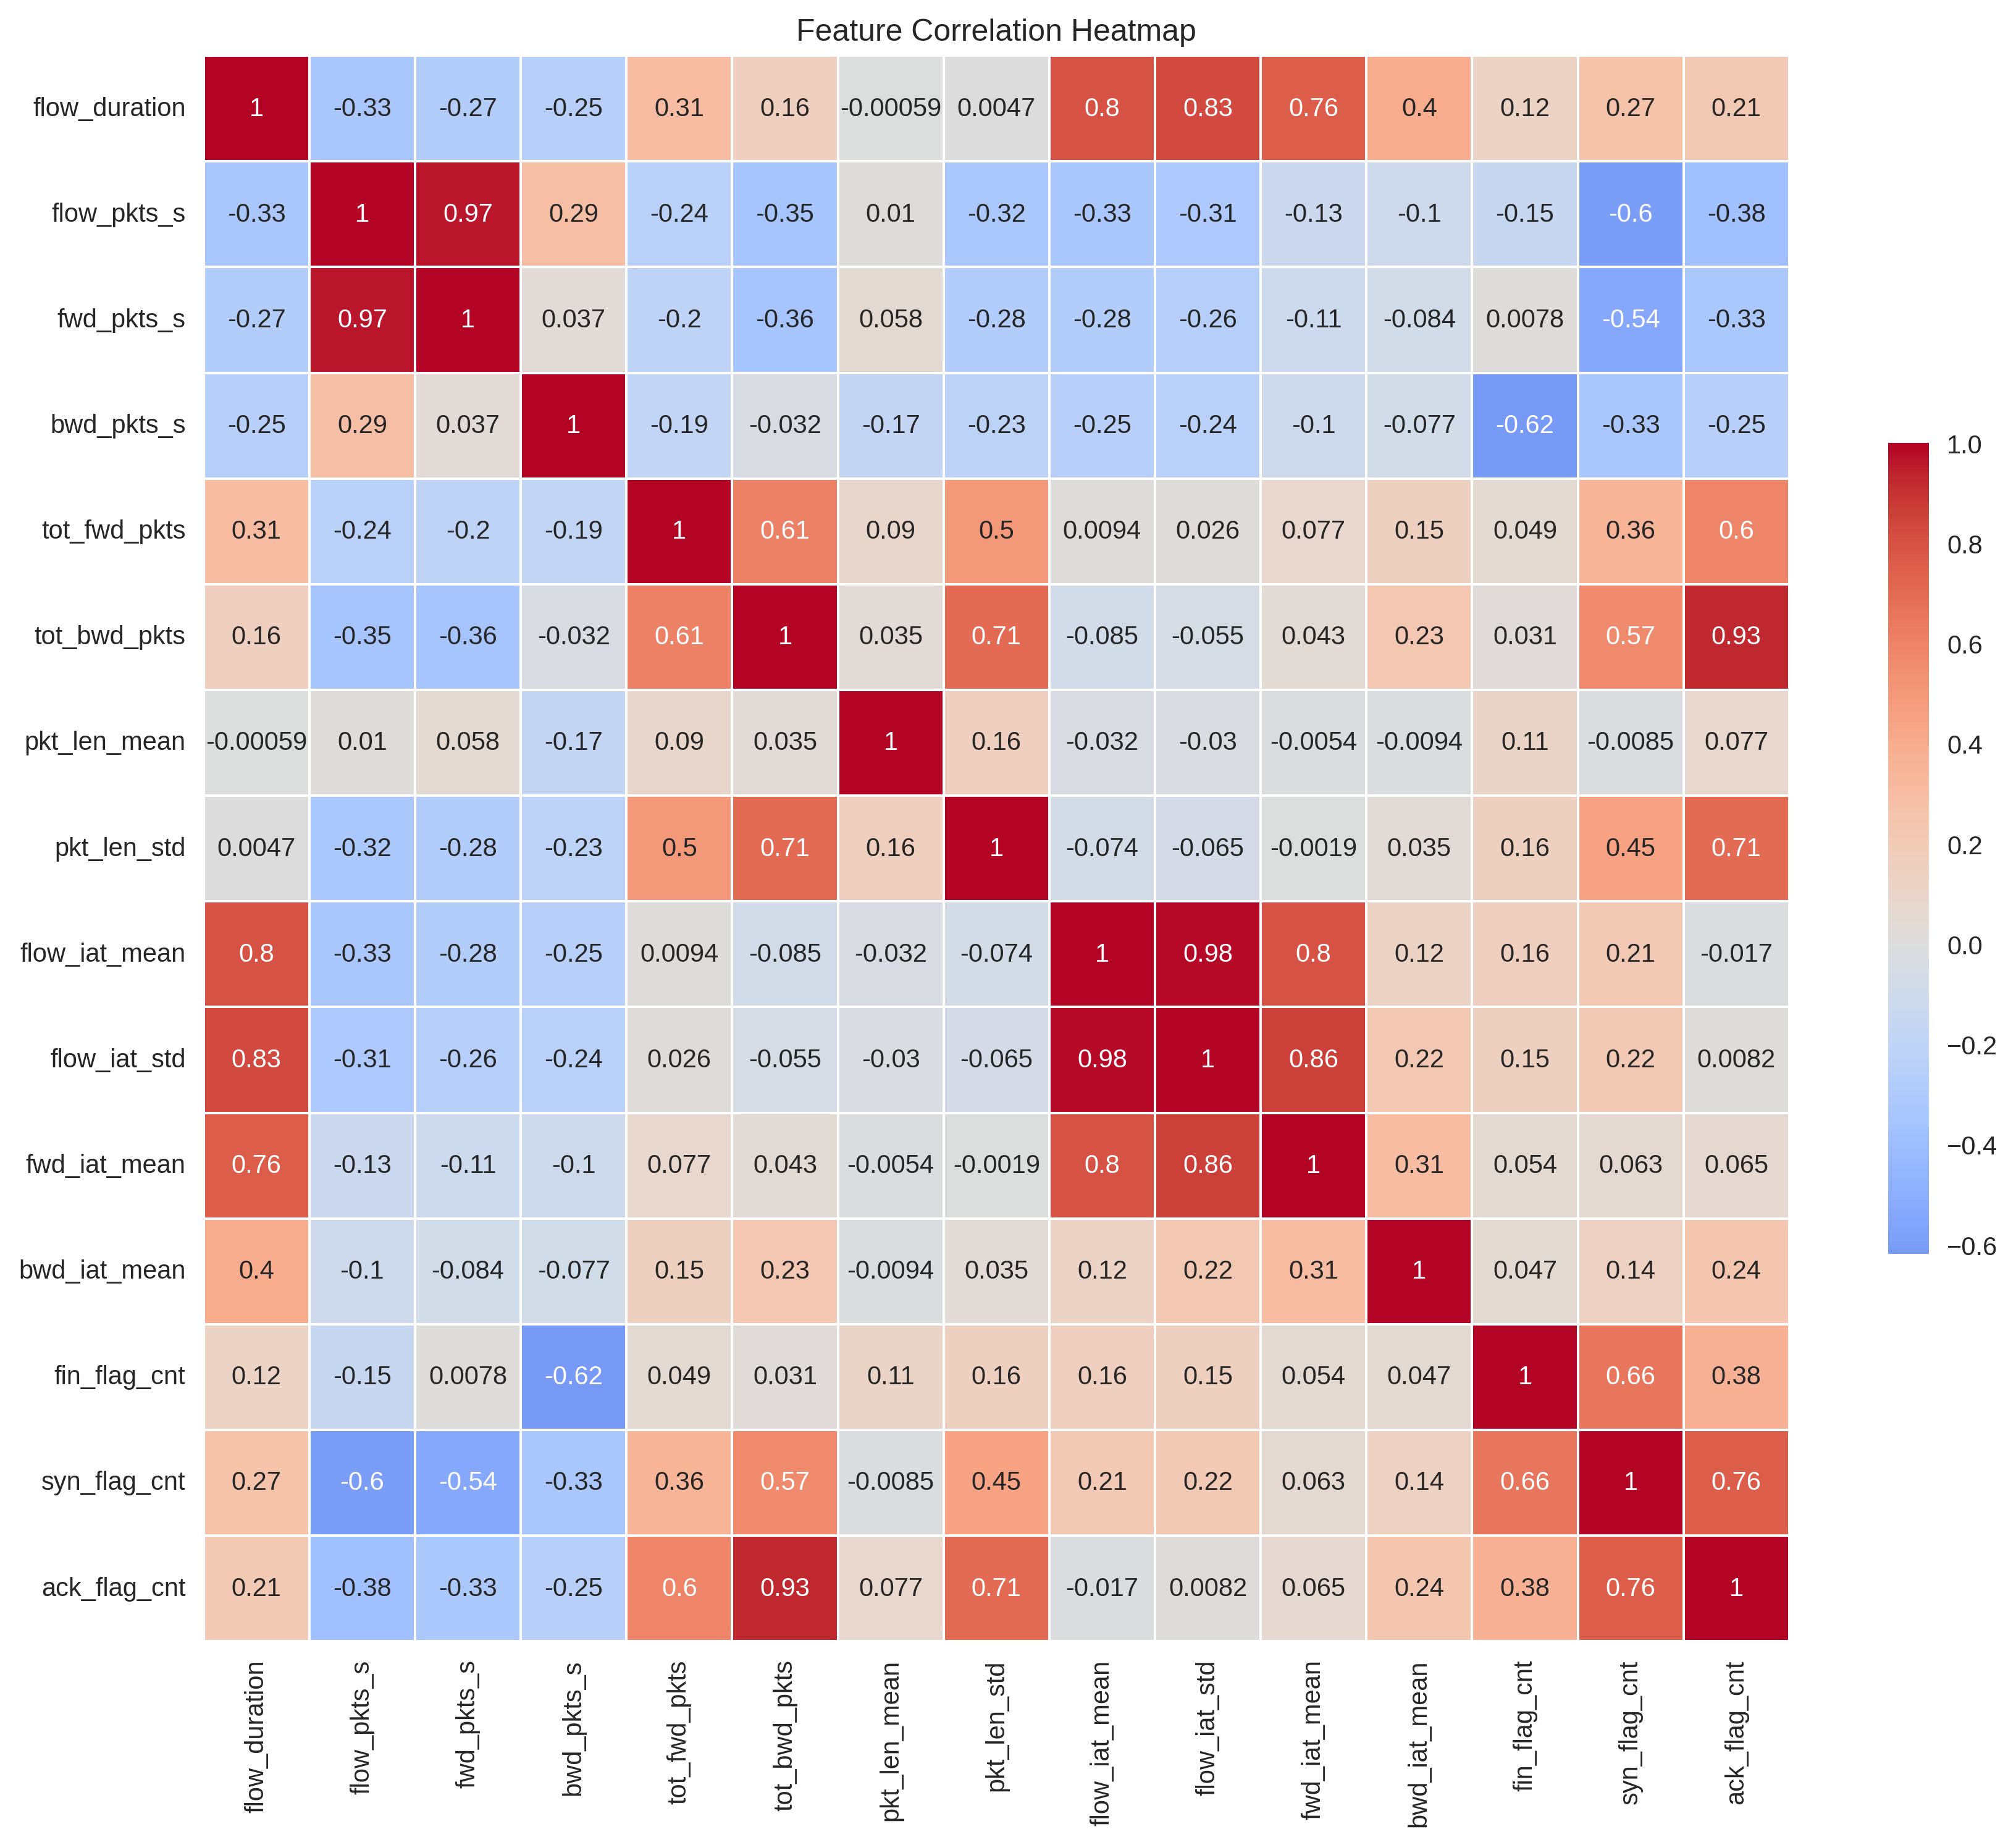 Feature Correlation Heatmap
flow_duration 1 -0.33 -0.27 -0.25 0.31 0.16 -0.00059 0.0047 0.8 0.83 0.76 0.4 0.12 0.27 0.21
flow_pkts_s -0.33 1 0.97 0.29 -0.24 -0.35 0.01 -0.32 -0.33 -0.31 -0.13 -0.1 -0.15 -0.6 -0.38
fwd_pkts_s -0.27 0.97 1 0.037 -0.2 -0.36 0.058 -0.28 -0.28 -0.26 -0.11 -0.084 0.0078 -0.54 -0.33
bwd_pkts_s -0.25 0.29 0.037 1 -0.19 -0.032 -0.17 -0.23 -0.25 -0.24 -0.1 -0.077 -0.62 -0.33 -0.25
tot_fwd_pkts 0.31 -0.24 -0.2 -0.19 1 0.61 0.09 0.5 0.0094 0.026 0.077 0.15 0.049 0.36 0.6
tot_bwd_pkts 0.16 -0.35 -0.36 -0.032 0.61 1 0.035 0.71 -0.085 -0.055 0.043 0.23 0.031 0.57 0.93
pkt_len_mean -0.00059 0.01 0.058 -0.17 0.09 0.035 1 0.16 -0.032 -0.03 -0.0054 -0.0094 0.11 -0.0085 0.077
pkt_len_std 0.0047 -0.32 -0.28 -0.23 0.5 0.71 0.16 1 -0.074 -0.065 -0.0019 0.035 0.16 0.45 0.71
flow_iat_mean 0.8 -0.33 -0.28 -0.25 0.0094 -0.085 -0.032 -0.074 1 0.98 0.8 0.12 0.16 0.21 -0.017
flow_iat_std 0.83 -0.31 -0.26 -0.24 0.026 -0.055 -0.03 -0.065 0.98 1 0.86 0.22 0.15 0.22 0.0082
fwd_iat_mean 0.76 -0.13 -0.11 -0.1 0.077 0.043 -0.0054 -0.0019 0.8 0.86 1 0.31 0.054 0.063 0.065
bwd_iat_mean 0.4 -0.1 -0.084 -0.077 0.15 0.23 -0.0094 0.035 0.12 0.22 0.31 1 0.047 0.14 0.24
fin_flag_cnt 0.12 -0.15 0.0078 -0.62 0.049 0.031 0.11 0.16 0.16 0.15 0.054 0.047 1 0.66 0.38
syn_flag_cnt 0.27 -0.6 -0.54 -0.33 0.36 0.57 -0.0085 0.45 0.21 0.22 0.063 0.14 0.66 1 0.76
ack_flag_cnt 0.21 -0.38 -0.33 -0.25 0.6 0.93 0.077 0.71 -0.017 0.0082 0.065 0.24 0.38 0.76 1
flow_duration
flow_pkts_s
fwd_pkts_s
bwd_pkts_s
tot_fwd_pkts
tot_bwd_pkts
pkt_len_mean
pkt_len_std
flow_iat_mean
flow_iat_std
fwd_iat_mean
bwd_iat_mean
fin_flag_cnt
syn_flag_cnt
ack_flag_cnt
1.0
0.8
0.6
0.4
0.2
0.0
−0.2
−0.4
−0.6